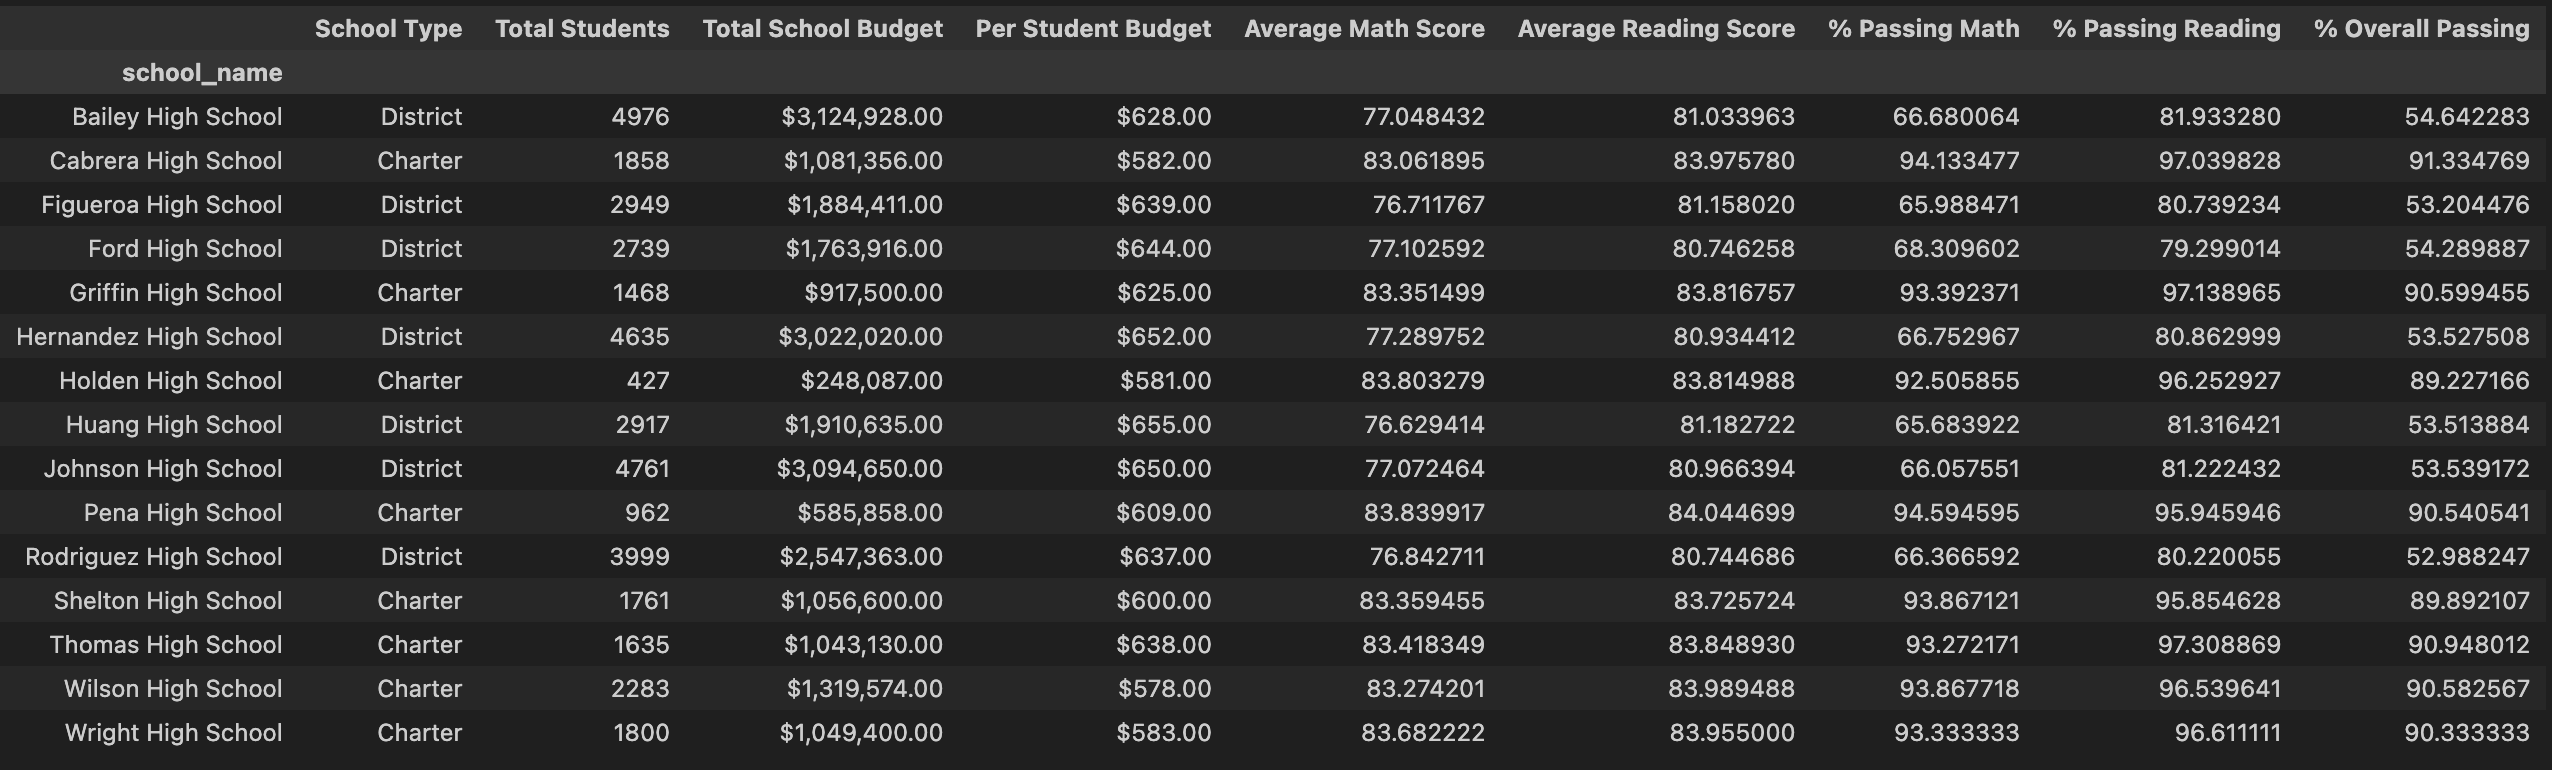 School Type Total Students Total School Budget Per Student Budget Average Math Score Average Reading Score % Passing Math % Passing Reading % Overall Passing
school_name
Bailey High School District 4976 $3,124,928.00 $628.00 77.048432 81.033963 66.680064 81.933280 54.642283
Cabrera High School Charter 1858 $1,081,356.00 $582.00 83.061895 83.975780 94.133477 97.039828 91.334769
Figueroa High School District 2949 $1,884,411.00 $639.00 76.711767 81.158020 65.988471 80.739234 53.204476
Ford High School District 2739 $1,763,916.00 $644.00 77.102592 80.746258 68.309602 79.299014 54.289887
Griffin High School Charter 1468 $917,500.00 $625.00 83.351499 83.816757 93.392371 97.138965 90.599455
Hernandez High School District 4635 $3,022,020.00 $652.00 77.289752 80.934412 66.752967 80.862999 53.527508
Holden High School Charter 427 $248,087.00 $581.00 83.803279 83.814988 92.505855 96.252927 89.227166
Huang High School District 2917 $1,910,635.00 $655.00 76.629414 81.182722 65.683922 81.316421 53.513884
Johnson High School District 4761 $3,094,650.00 $650.00 77.072464 80.966394 66.057551 81.222432 53.539172
Pena High School Charter 962 $585,858.00 $609.00 83.839917 84.044699 94.594595 95.945946 90.540541
Rodriguez High School District 3999 $2,547,363.00 $637.00 76.842711 80.744686 66.366592 80.220055 52.988247
Shelton High School Charter 1761 $1,056,600.00 $600.00 83.359455 83.725724 93.867121 95.854628 89.892107
Thomas High School Charter 1635 $1,043,130.00 $638.00 83.418349 83.848930 93.272171 97.308869 90.948012
Wilson High School Charter 2283 $1,319,574.00 $578.00 83.274201 83.989488 93.867718 96.539641 90.582567
Wright High School Charter 1800 $1,049,400.00 $583.00 83.682222 83.955000 93.333333 96.611111 90.333333